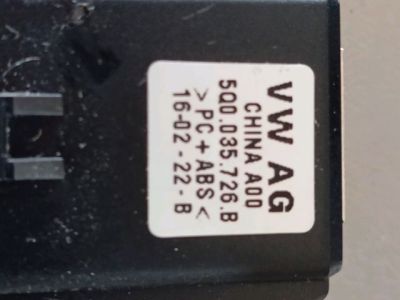 VW AG
CHINA A00
5Q0.035.726.B
>PC+ABS<
16-02-22-B